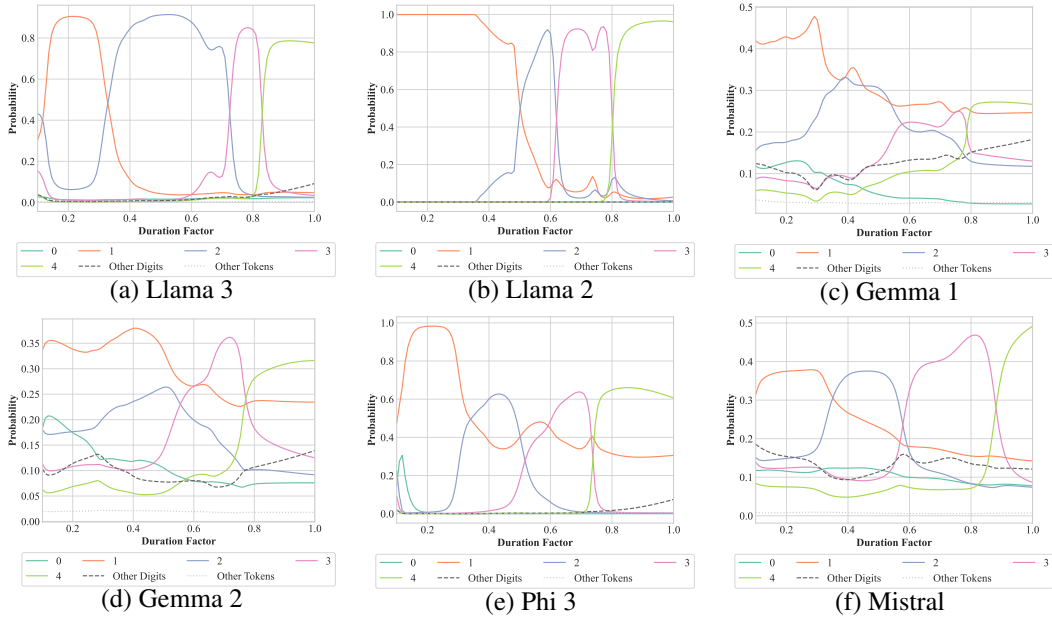 0.8
0.6
0.4
0.2
0.0
Probability
0.2 0.4 0.6 0.8 1.0
Duration Factor
0 1 2 3
4 Other Digits Other Tokens
(a) Llama 3
1.0
0.8
0.6
0.4
0.2
0.0
Probability
0.2 0.4 0.6 0.8 1.0
Duration Factor
0 1 2 3
4 Other Digits Other Tokens
(b) Llama 2
0.5
0.4
0.3
0.2
0.1
Probability
0.2 0.4 0.6 0.8 1.0
Duration Factor
0 1 2 3
4 Other Digits Other Tokens
(c) Gemma 1
0.35
0.30
0.25
0.20
0.15
0.10
0.05
0.00
Probability
0.2 0.4 0.6 0.8 1.0
Duration Factor
0 1 2 3
4 Other Digits Other Tokens
(d) Gemma 2
1.0
0.8
0.6
0.4
0.2
0.0
Probability
0.2 0.4 0.6 0.8 1.0
Duration Factor
0 1 2 3
4 Other Digits Other Tokens
(e) Phi 3
0.5
0.4
0.3
0.2
0.1
0.0
Probability
0.2 0.4 0.6 0.8 1.0
Duration Factor
0 1 2 3
4 Other Digits Other Tokens
(f) Mistral